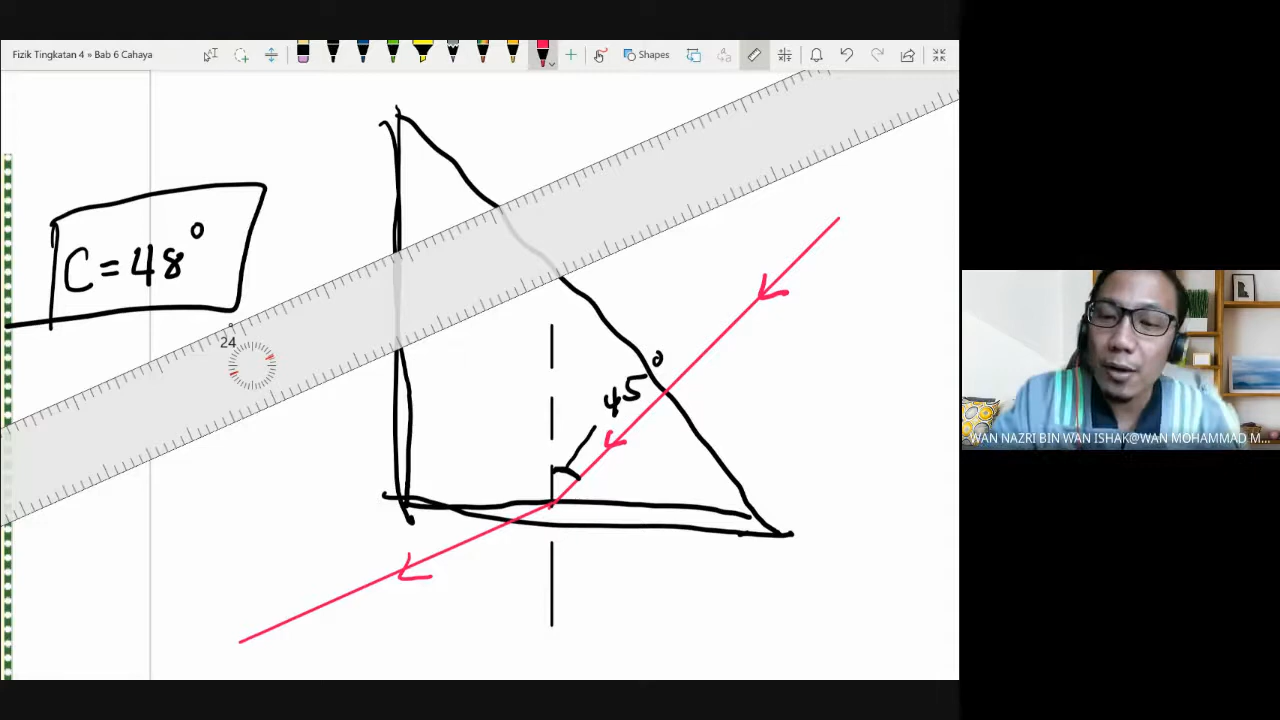 Fizik Tingkatan 4 » Bab 6 Cahaya
Shapes
C = 48°
24°
45°
WAN NAZRI BIN WAN ISHAK@WAN MOHAMMAD M...